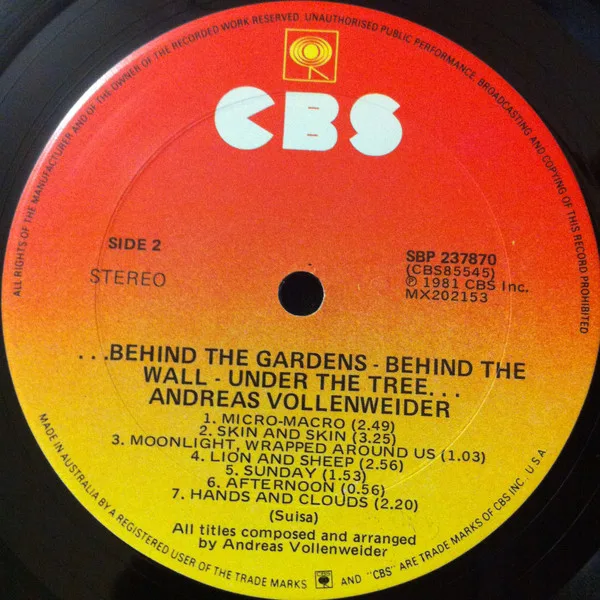 ALL RIGHTS OF THE MANUFACTURER AND OF THE OWNER OF THE RECORDED WORK RESERVED. UNAUTHORISED PUBLIC PERFORMANCE, BROADCASTING AND COPYING OF THIS RECORD PROHIBITED
CBS
SIDE 2
STEREO
SBP 237870
(CBS85545)
℗ 1981 CBS Inc.
MX202153
...BEHIND THE GARDENS - BEHIND THE
WALL - UNDER THE TREE...
ANDREAS VOLLENWEIDER
1. MICRO-MACRO (2.49)
2. SKIN AND SKIN (3.25)
3. MOONLIGHT, WRAPPED AROUND US (1.03)
4. LION AND SHEEP (2.56)
5. SUNDAY (1.53)
6. AFTERNOON (0.56)
7. HANDS AND CLOUDS (2.20)
(Suisa)
All titles composed and arranged
by Andreas Vollenweider
MADE IN AUSTRALIA BY A REGISTERED USER OF THE TRADE MARKS AND "CBS" ARE TRADE MARKS OF CBS INC. U.S.A.